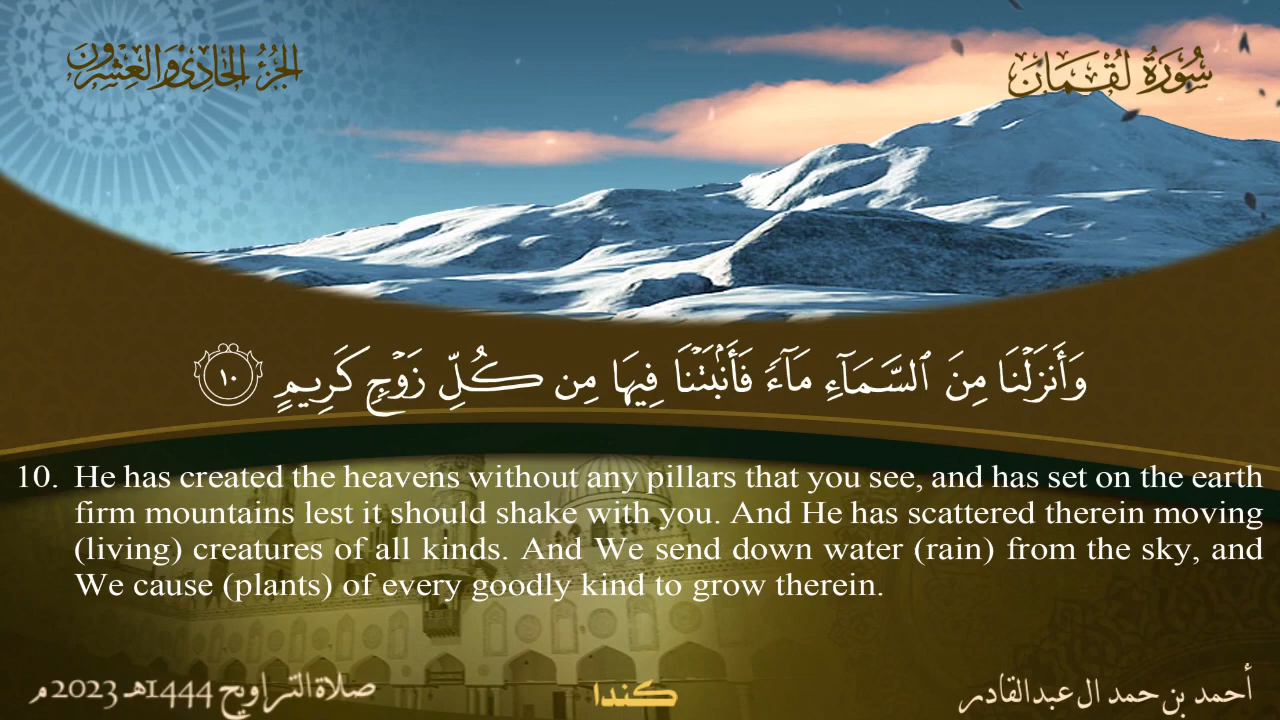 سُورَةُ لُقْمَانَ
الجُزْءُ الحَادِي وَالعِشْرُونَ
وَأَنزَلْنَا مِنَ ٱلسَّمَآءِ مَآءً فَأَنۢبَتْنَا فِيهَا مِن كُلِّ زَوْجٍ كَرِيمٍ ١٠
10. He has created the heavens without any pillars that you see, and has set on the earth
firm mountains lest it should shake with you. And He has scattered therein moving
(living) creatures of all kinds. And We send down water (rain) from the sky, and
We cause (plants) of every goodly kind to grow therein.
أحمد بن حمد ال عبدالقادر
كندا
صلاة التراويح 1444هـ 2023 م